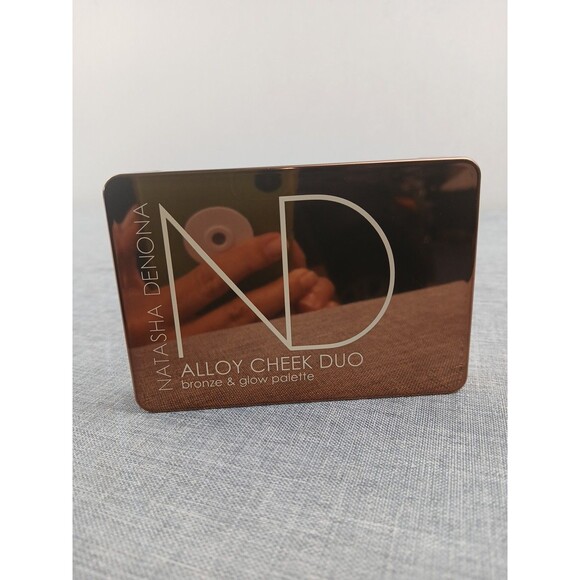 NATASHA DENONA
ND
ALLOY CHEEK DUO
bronze & glow palette